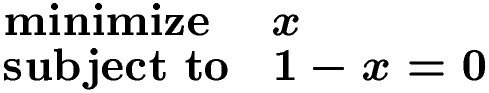 minimize x
subject to 1 − x = 0